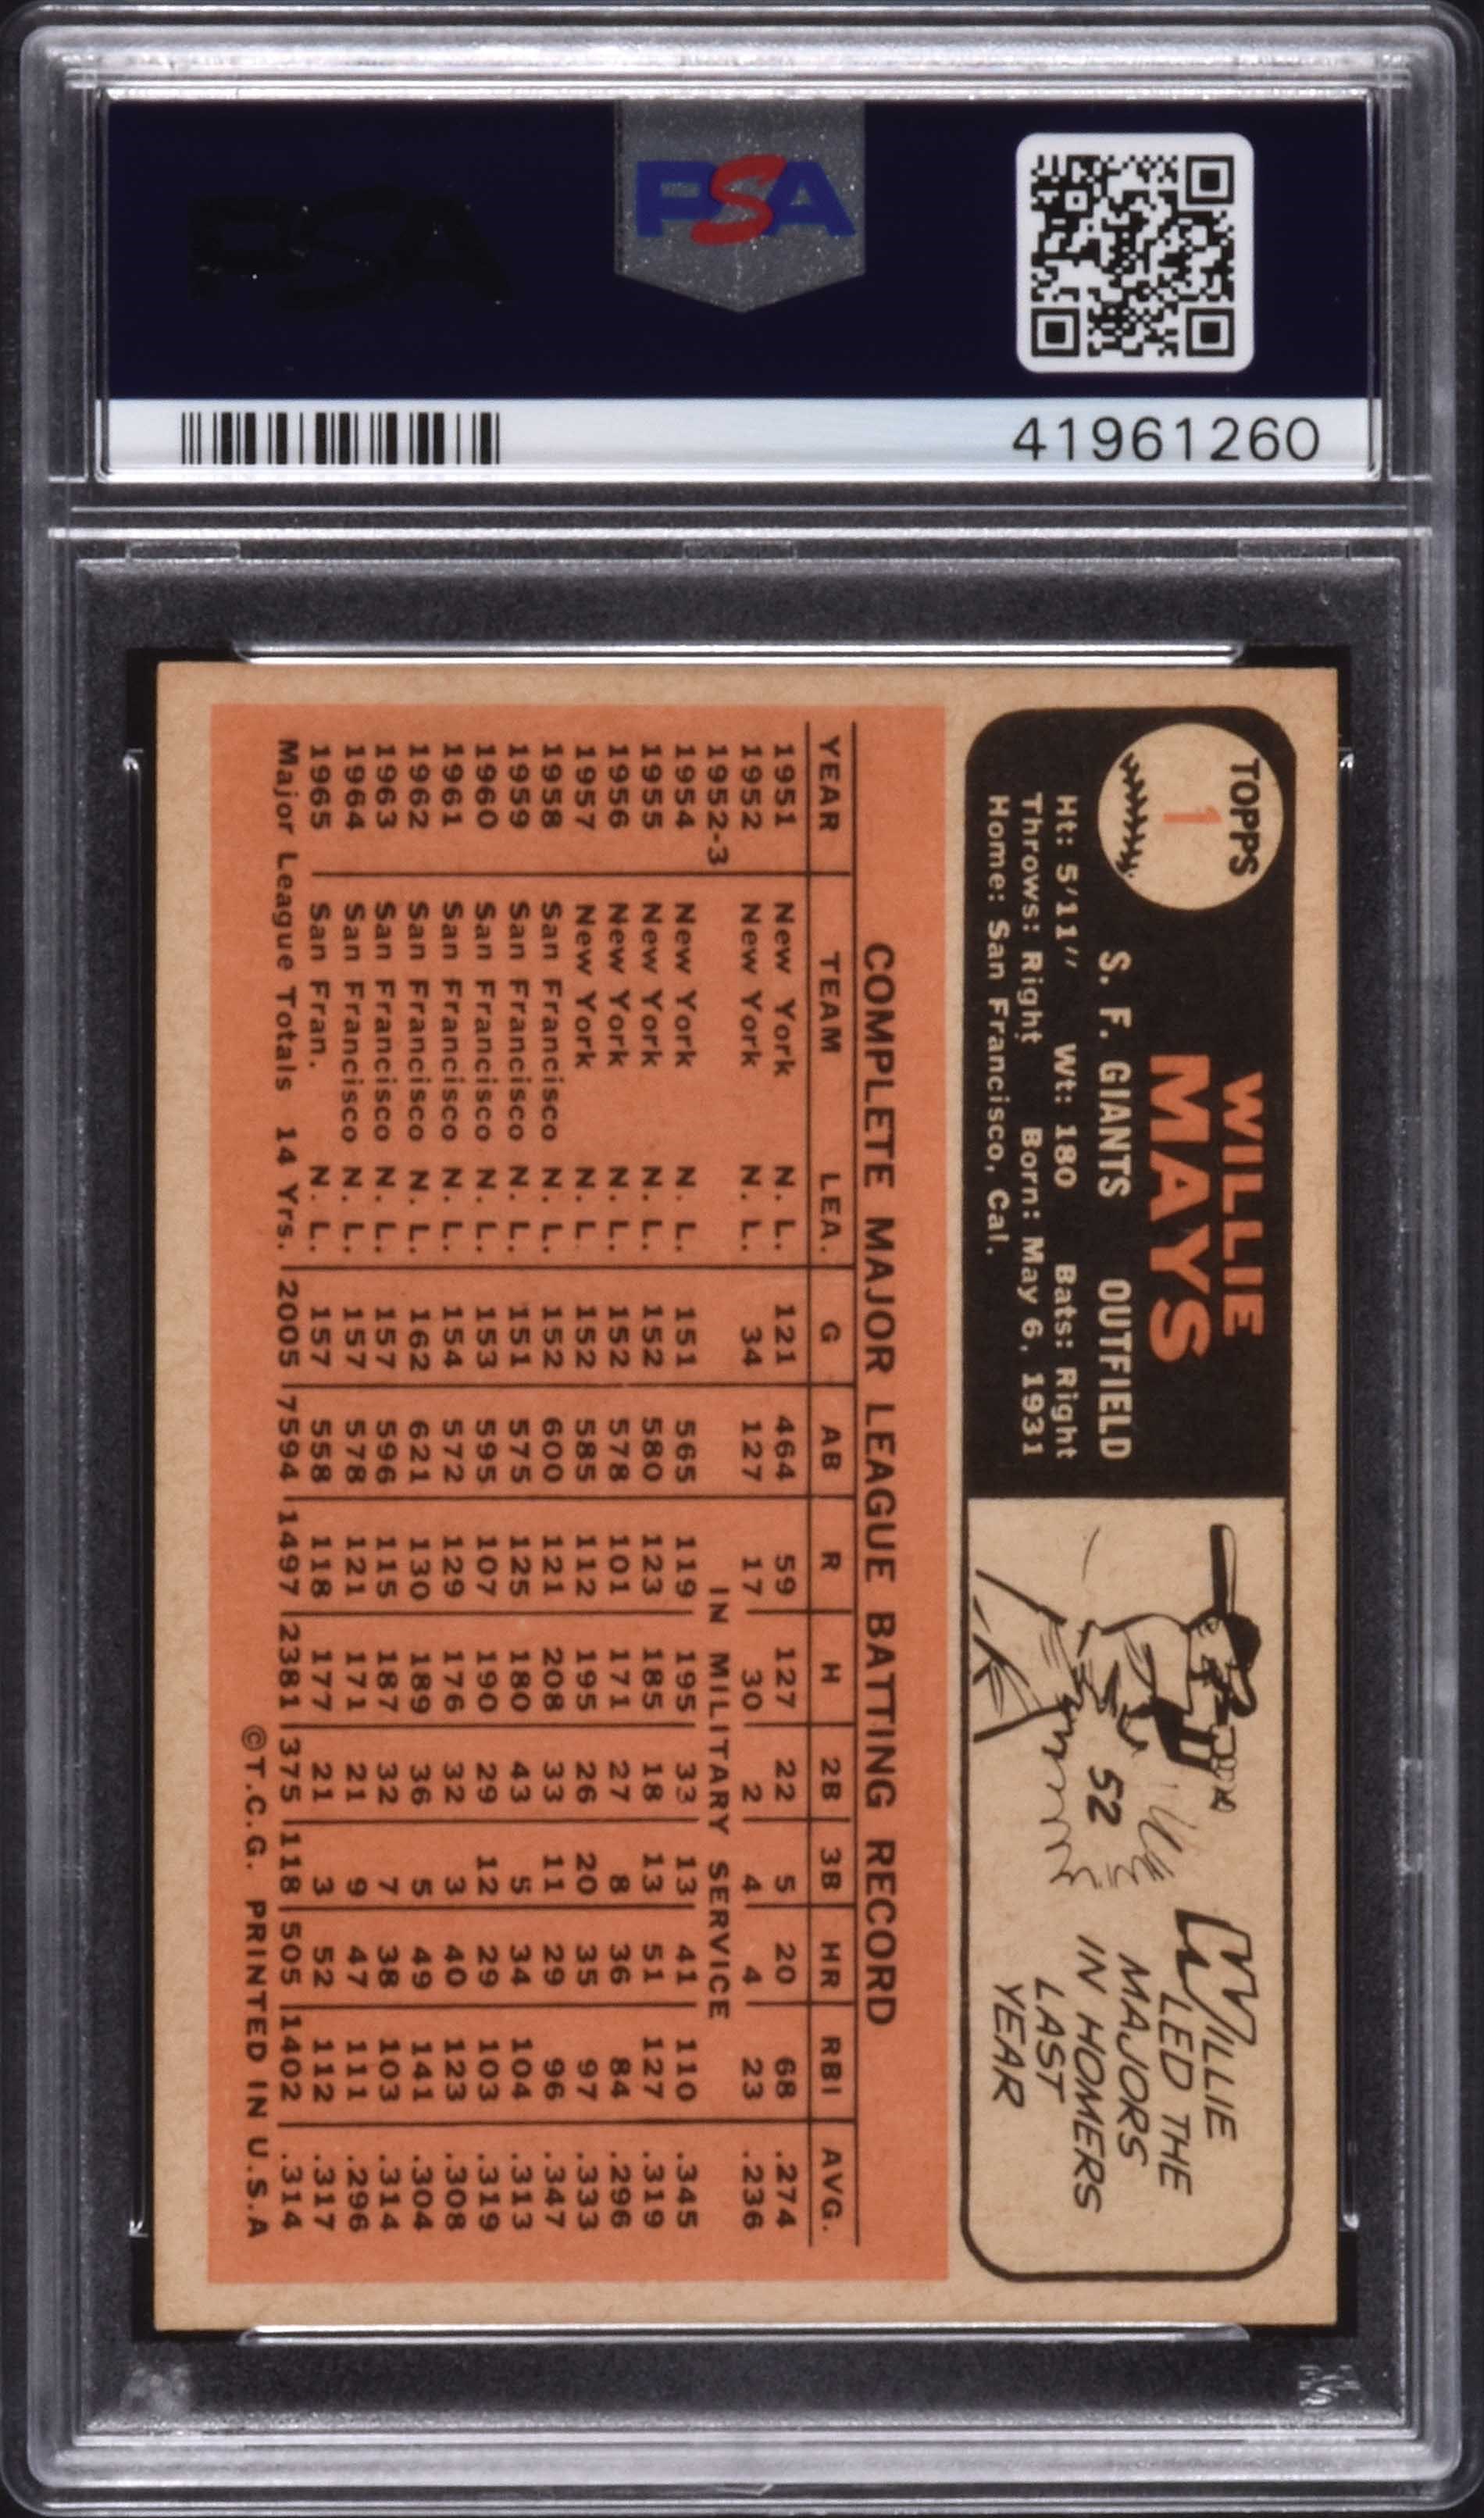 PSA
PSA
41961260
TOPPS
1
WILLIE
MAYS
S. F. GIANTS OUTFIELD
Ht: 5'11" Wt: 180 Bats: Right
Throws: Right Born: May 6, 1931
Home: San Francisco, Cal.
52
WILLIE
LED THE
MAJORS
IN HOMERS
LAST
YEAR
COMPLETE MAJOR LEAGUE BATTING RECORD
YEAR TEAM LEA. G AB R H 2B 3B HR RBI AVG.
1951 New York N. L. 121 464 59 127 22 5 20 68 .274
1952 New York N. L. 34 127 17 30 2 4 4 23 .236
1952-3 IN MILITARY SERVICE
1954 New York N. L. 151 565 119 195 33 13 41 110 .345
1955 New York N. L. 152 580 123 185 18 13 51 127 .319
1956 New York N. L. 152 578 101 171 27 8 36 84 .296
1957 New York N. L 152 585 112 195 26 20 35 97 .333
1958 San Francisco N. L. 152 600 121 208 33 11 29 96 .347
1959 San Francisco N. L. 151 575 125 180 43 5 34 104 .313
1960 San Francisco N. L. 153 595 107 190 29 12 29 103 .319
1961 San Francisco N. L. 154 572 129 176 32 3 40 123 .308
1962 San Francisco N. L. 162 621 130 189 36 5 49 141 .304
1963 San Francisco N. L. 157 596 115 187 32 7 38 103 .314
1964 San Francisco N. L. 157 578 121 171 21 9 47 111 .296
1965 San Fran. N. L. 157 558 118 177 21 3 52 112 .317
Major League Totals 14 Yrs. 2005 7594 1497 2381 375 118 505 1402 .314
©T.C.G. PRINTED IN U.S.A